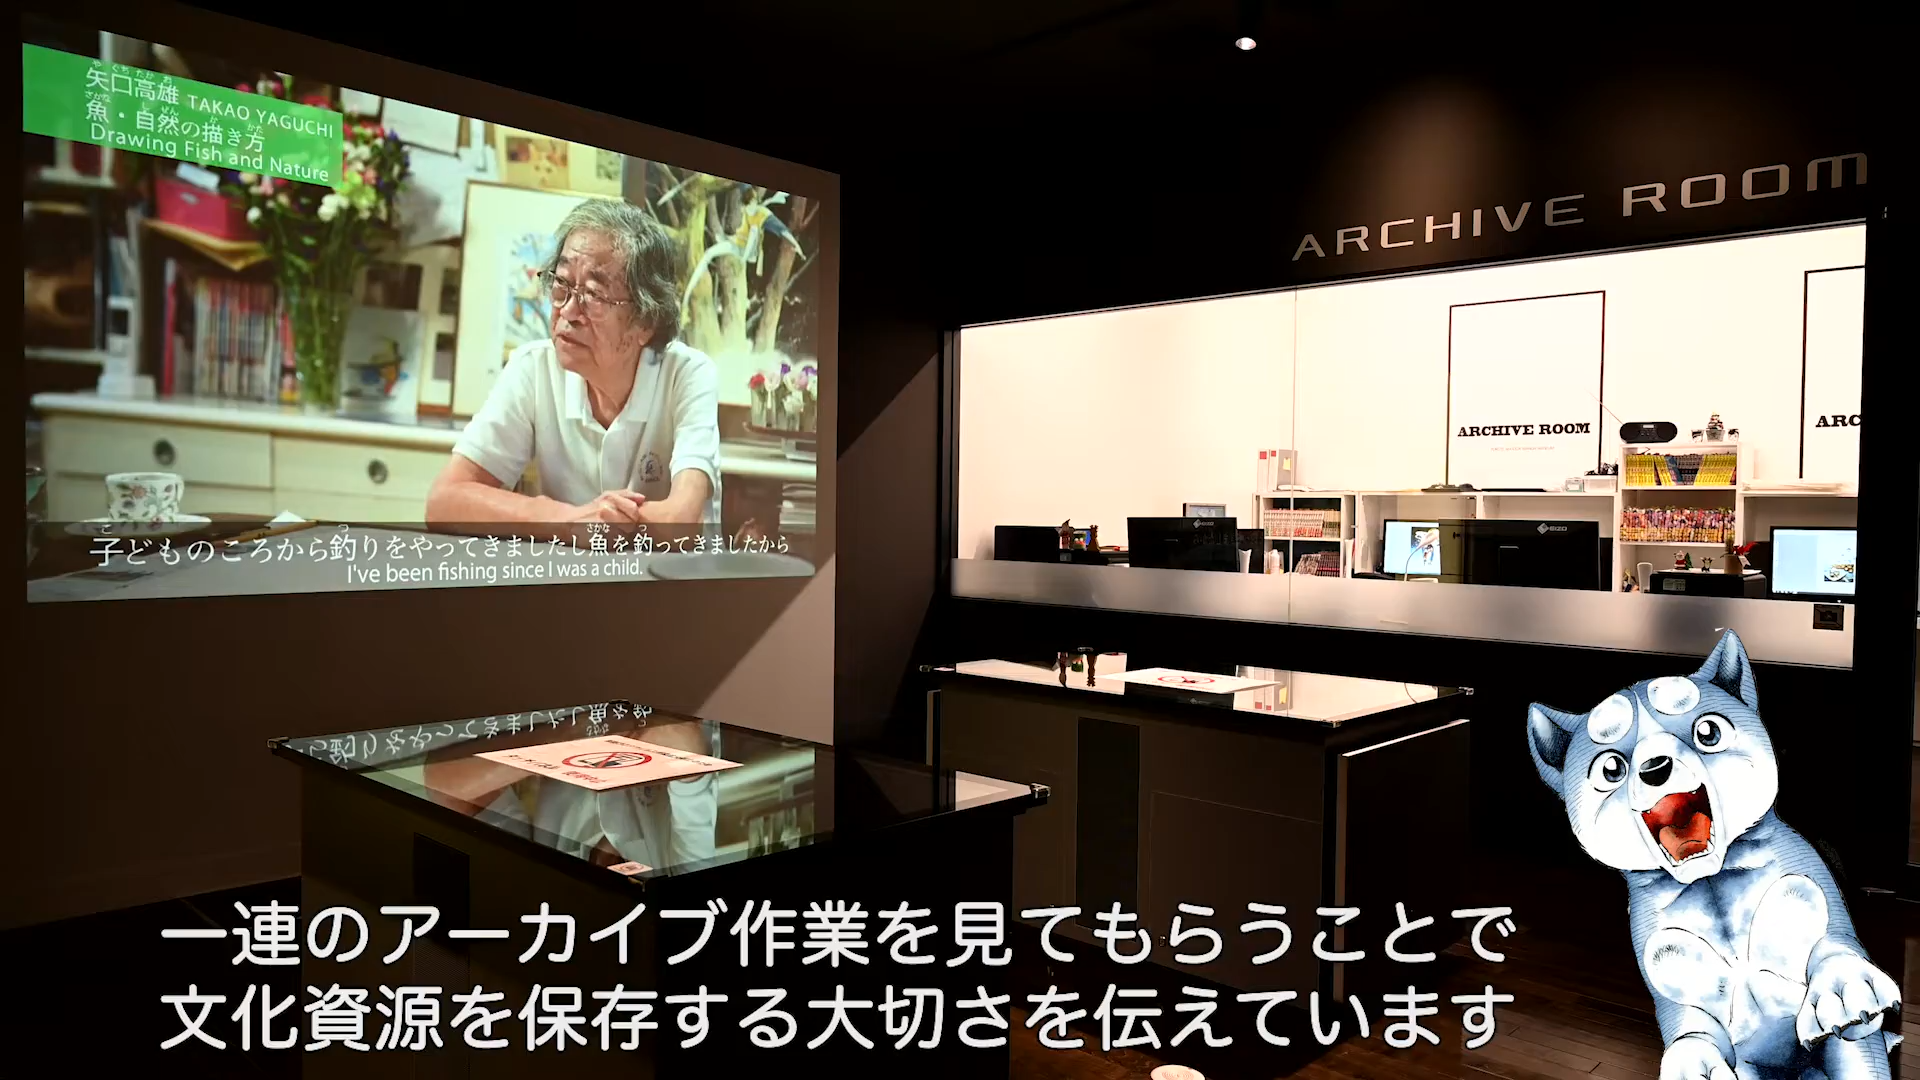 矢口高雄 TAKAO YAGUCHI
魚・自然の描き方
Drawing Fish and Nature
子どものころから釣りをやってきましたし魚を釣ってきましたから
I've been fishing since I was a child.
ARCHIVE ROOM
ARCHIVE ROOM
ARC
EIZO
EIZO
一連のアーカイブ作業を見てもらうことで
文化資源を保存する大切さを伝えています